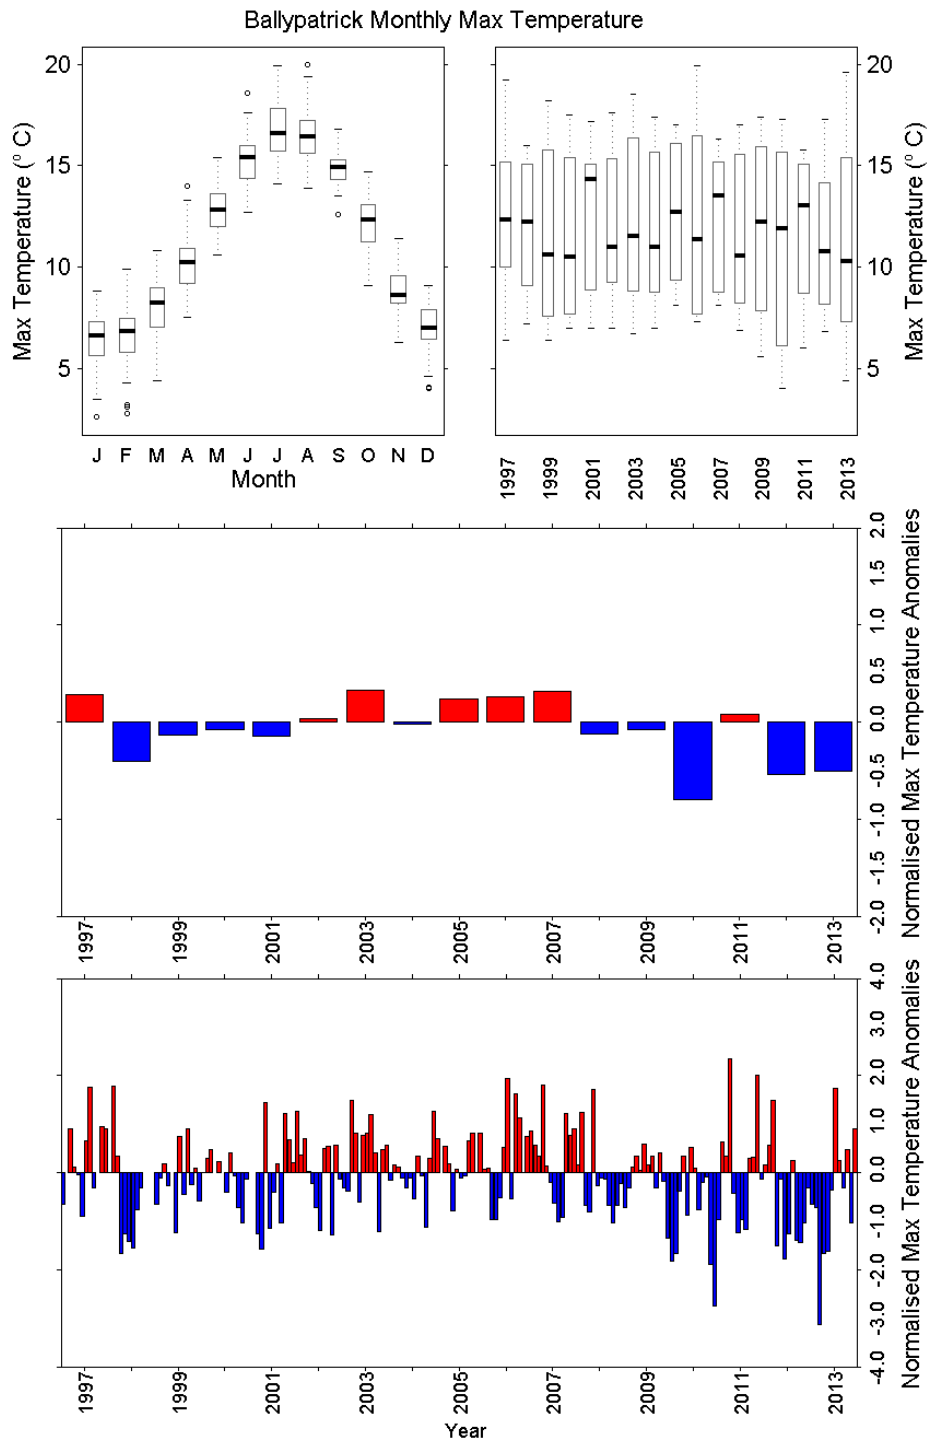 Ballypatrick Monthly Max Temperature
Max Temperature (° C)
20
15
10
5
J F M A M J J A S O N D
Month
20
15
10
5
Max Temperature (° C)
1997 1999 2001 2003 2005 2007 2009 2011 2013
2.0
1.5
1.0
0.5
0.0
-0.5
-1.0
-1.5
-2.0
Normalised Max Temperature Anomalies
1997 1999 2001 2003 2005 2007 2009 2011 2013
4.0
3.0
2.0
1.0
0.0
-1.0
-2.0
-3.0
-4.0
Normalised Max Temperature Anomalies
1997 1999 2001 2003 2005 2007 2009 2011 2013
Year